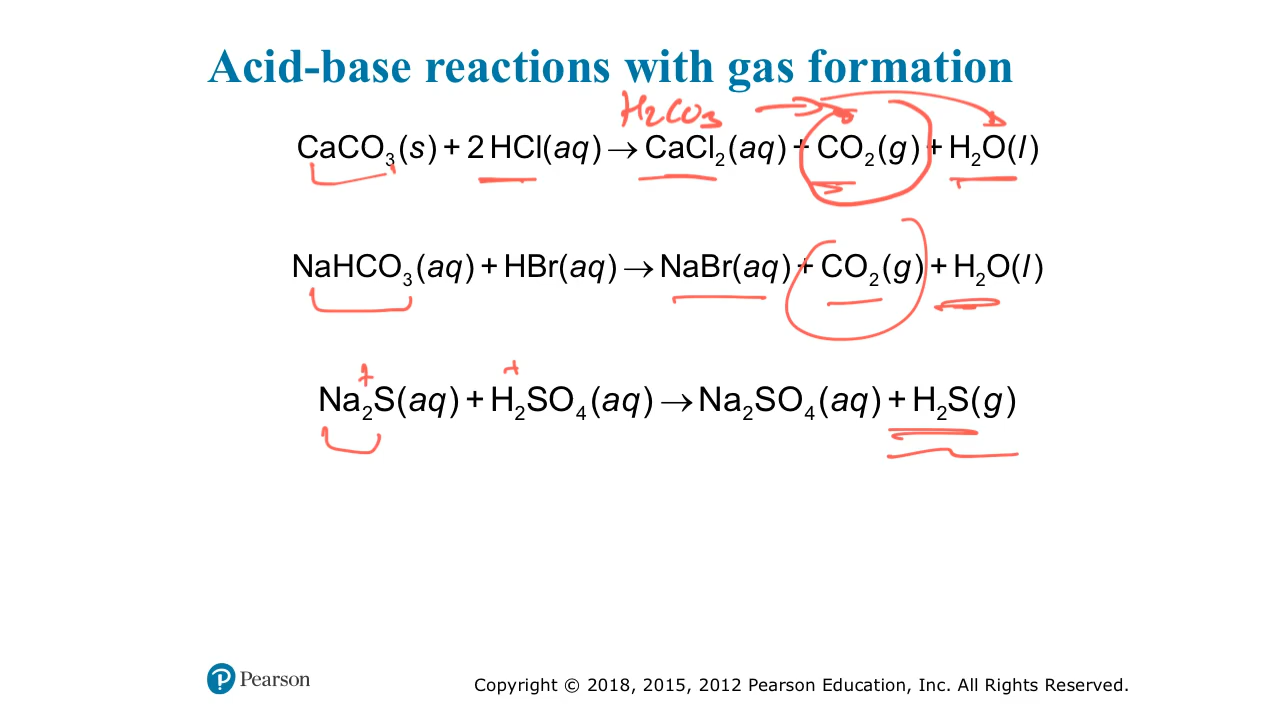 Acid-base reactions with gas formation
H₂CO₃
CaCO₃(s) + 2 HCl(aq) → CaCl₂(aq) + CO₂(g) + H₂O(l)
NaHCO₃(aq) + HBr(aq) → NaBr(aq) + CO₂(g) + H₂O(l)
+ +
Na₂S(aq) + H₂SO₄(aq) → Na₂SO₄(aq) + H₂S(g)
Pearson
Copyright © 2018, 2015, 2012 Pearson Education, Inc. All Rights Reserved.